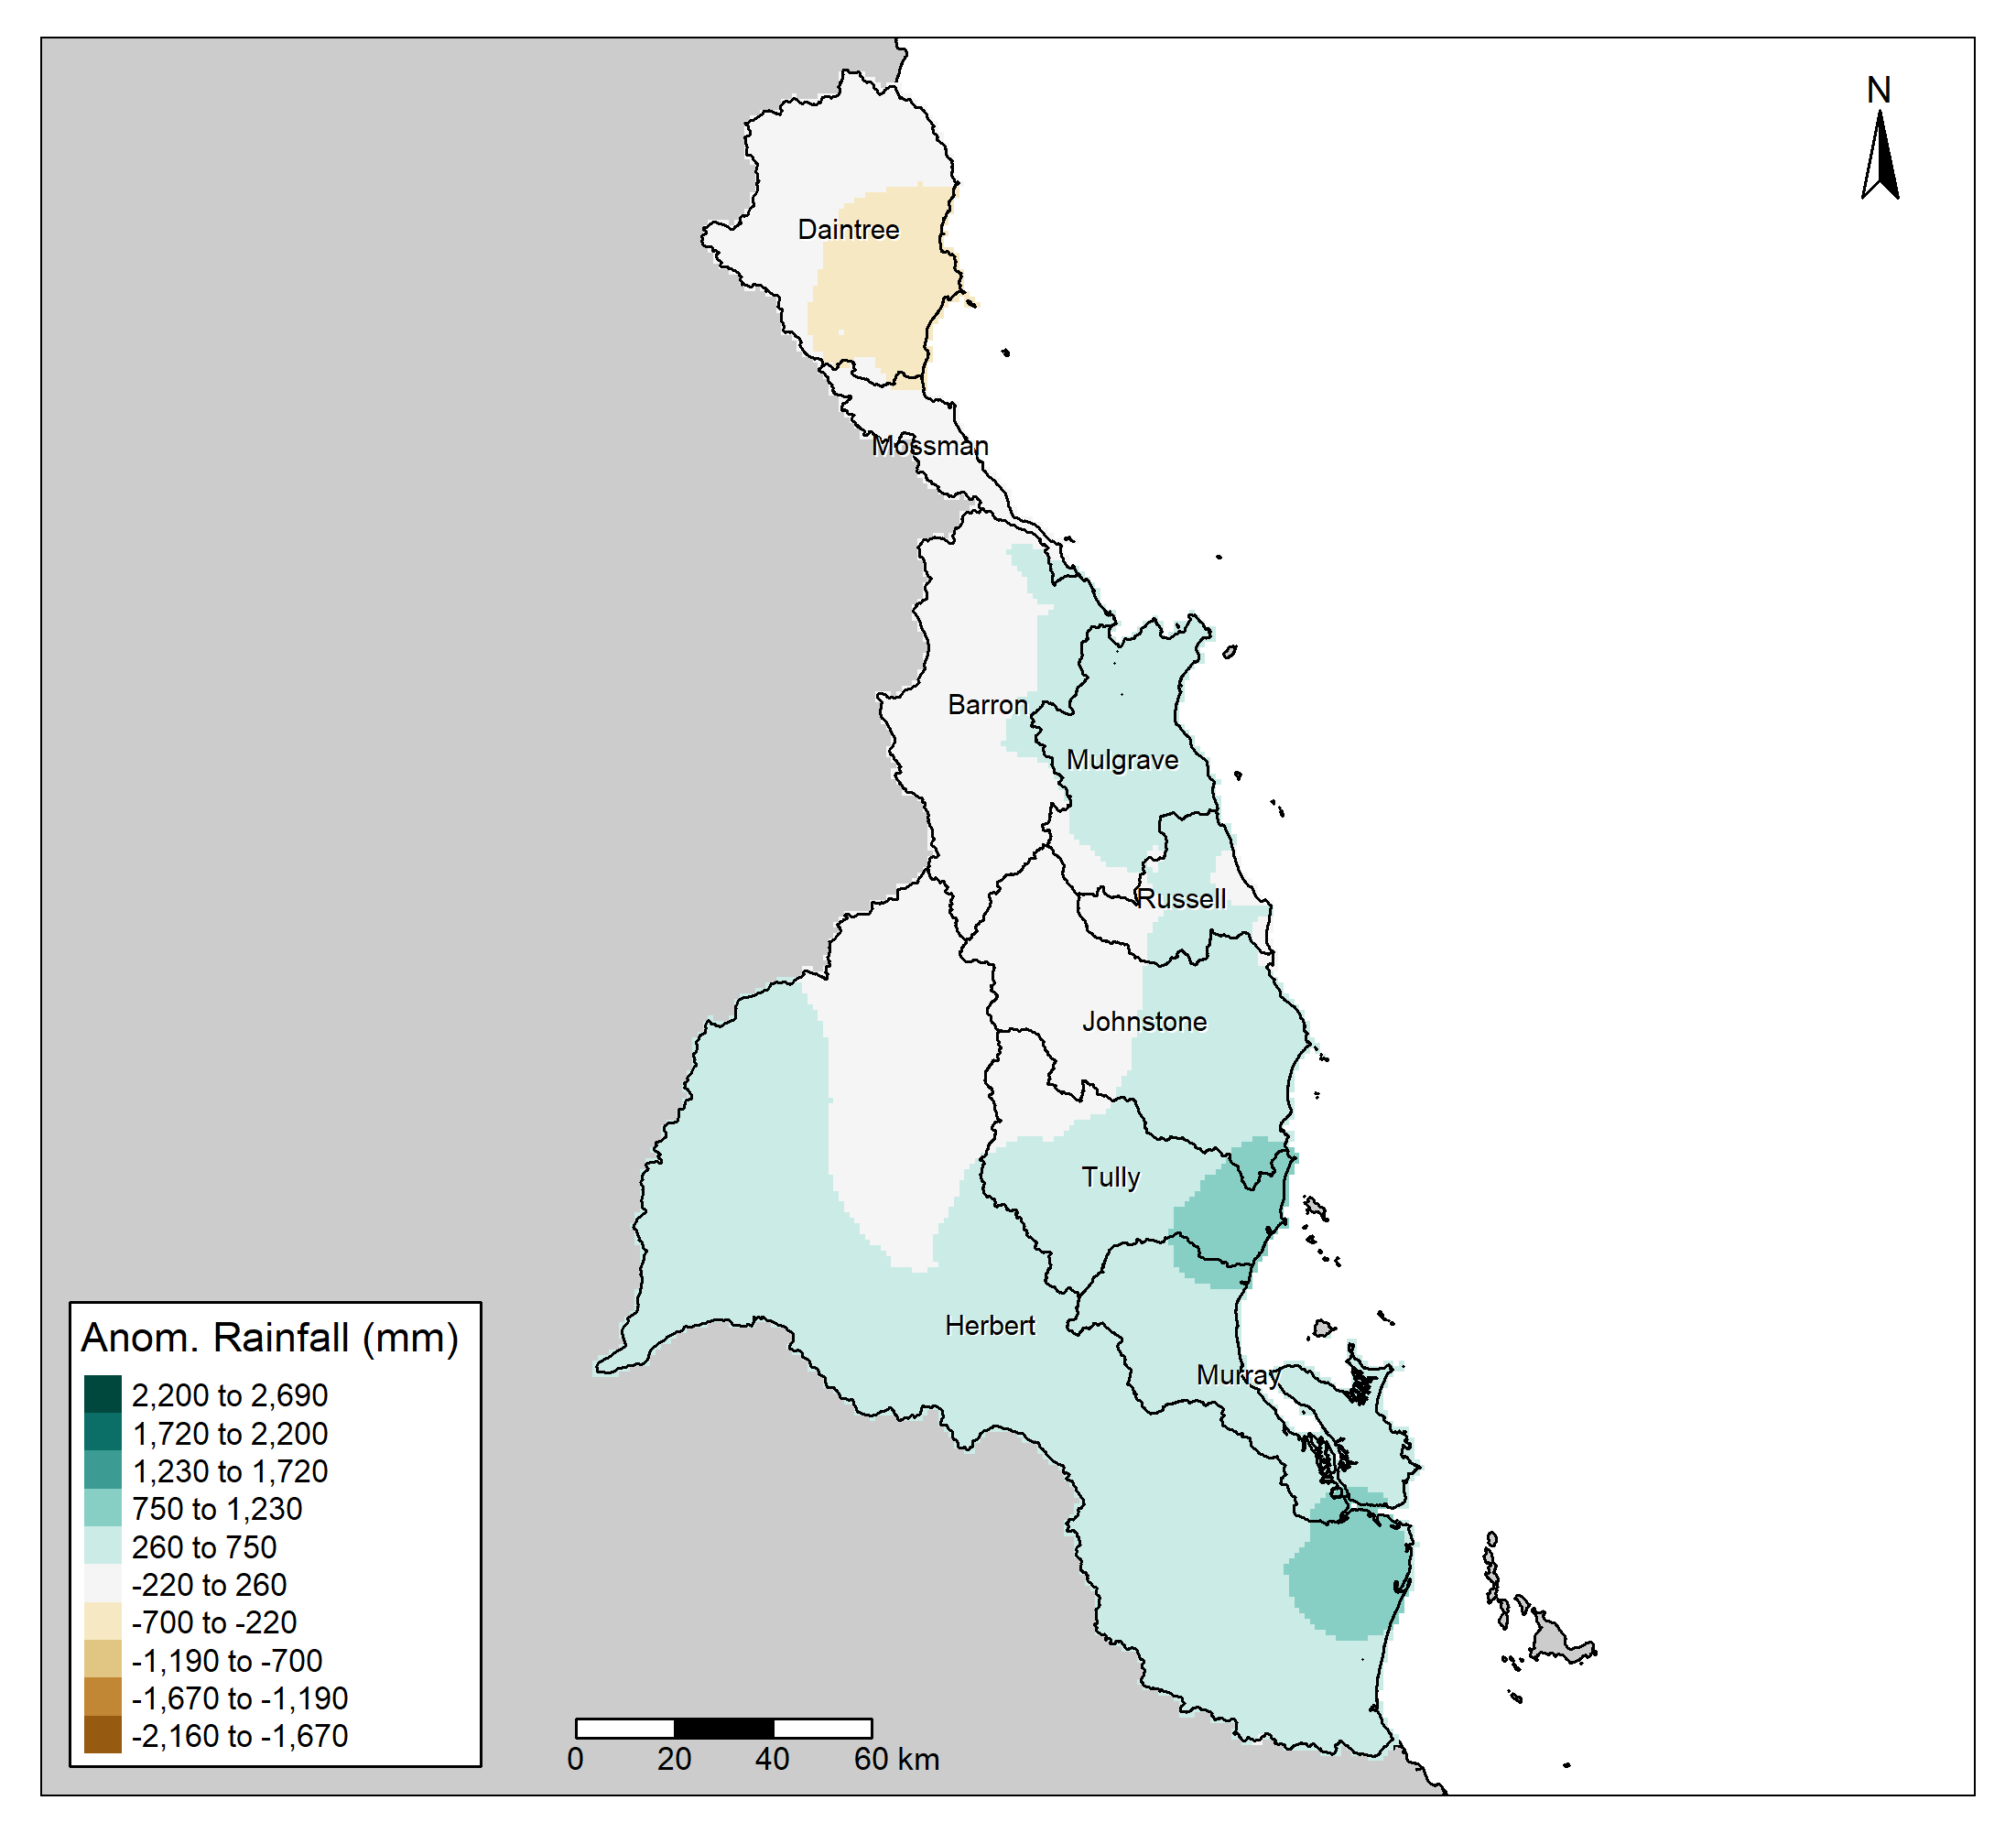 N
Daintree
Mossman
Barron
Mulgrave
Russell
Johnstone
Tully
Herbert
Murray
Anom. Rainfall (mm)
2,200 to 2,690
1,720 to 2,200
1,230 to 1,720
750 to 1,230
260 to 750
-220 to 260
-700 to -220
-1,190 to -700
-1,670 to -1,190
-2,160 to -1,670
0 20 40 60 km